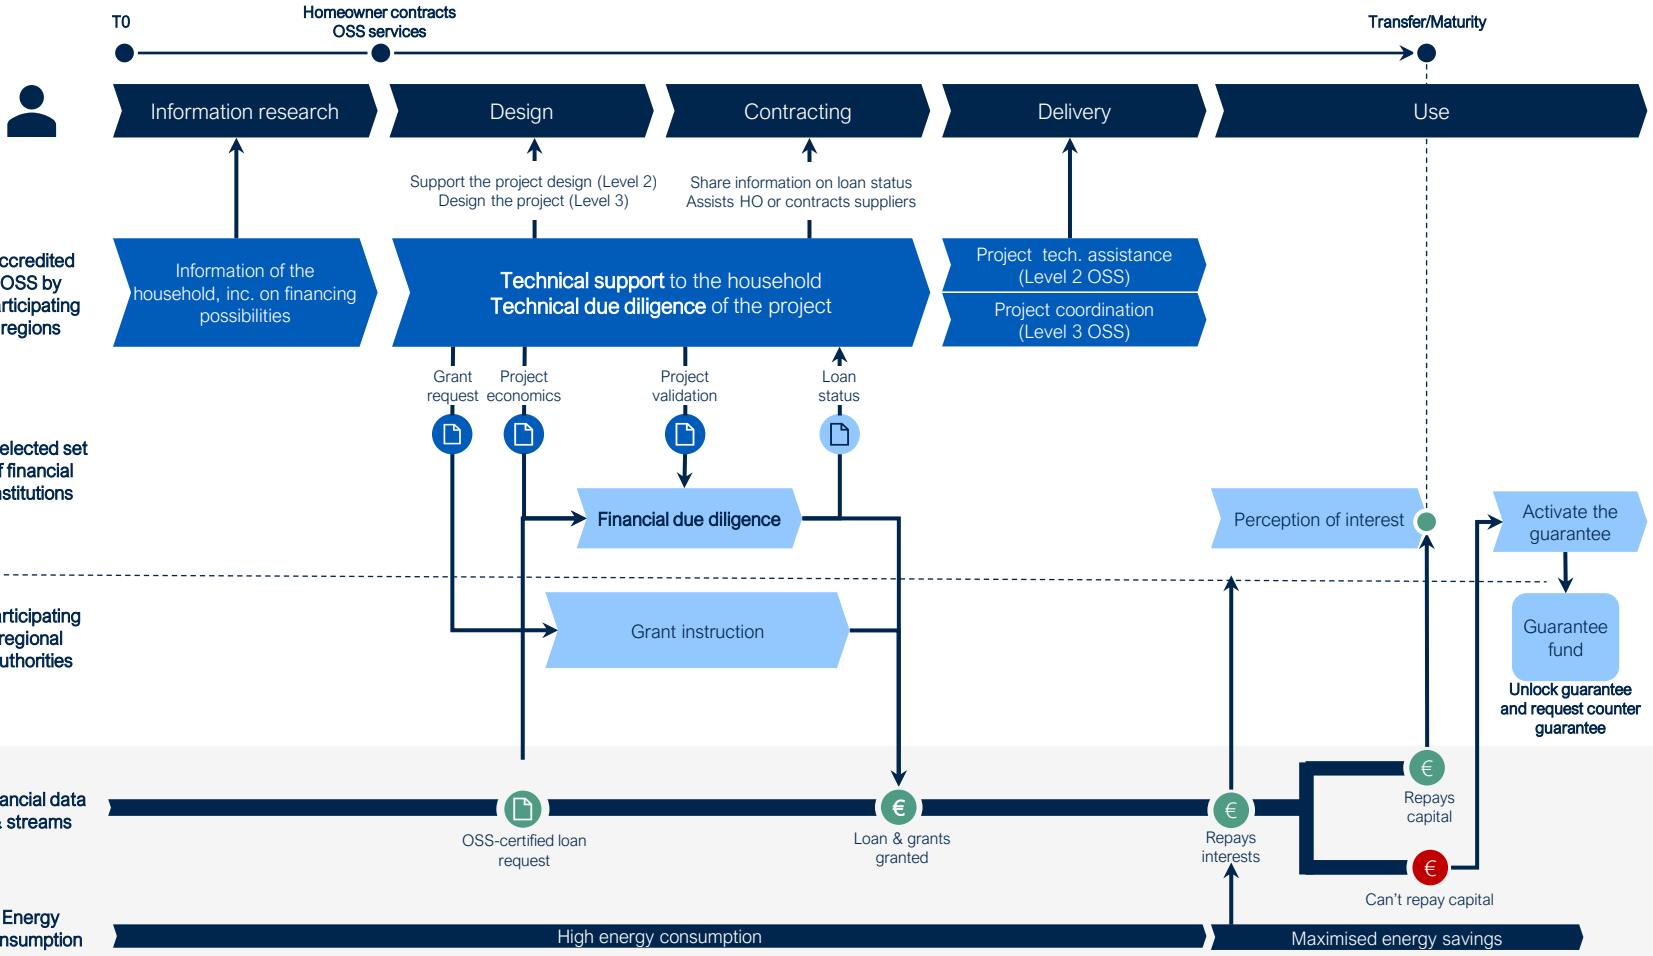 T0
Homeowner contracts
OSS services
Transfer/Maturity
Information research
Design
Contracting
Delivery
Use
Support the project design (Level 2)
Design the project (Level 3)
Share information on loan status
Assists HO or contracts suppliers
ccredited
OSS by
articipating
regions
Information of the
household, inc. on financing
possibilities
Technical support to the household
Technical due diligence of the project
Project tech. assistance
(Level 2 OSS)
Project coordination
(Level 3 OSS)
Grant
request
Project
economics
Project
validation
Loan
status
elected set
f financial
nstitutions
Financial due diligence
Perception of interest
Activate the
guarantee
articipating
regional
uthorities
Grant instruction
Guarantee
fund
Unlock guarantee
and request counter
guarantee
ancial data
& streams
€
€
€
€
OSS-certified loan
request
Loan & grants
granted
Repays
interests
Repays
capital
Can't repay capital
Energy
nsumption
High energy consumption
Maximised energy savings